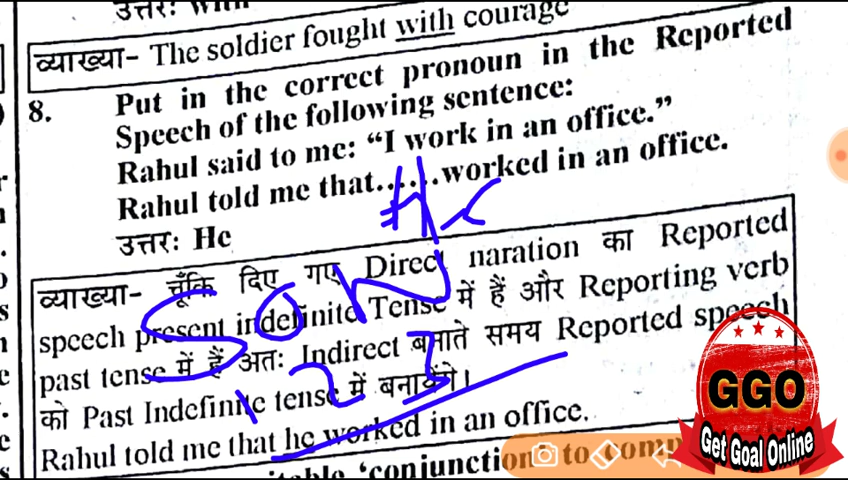 उत्तरः With
व्याख्या- The soldier fought with courage
8. Put in the correct pronoun in the Reported
Speech of the following sentence:
Rahul said to me: “I work in an office.”
Rahul told me that......worked in an office.
He
उत्तरः He
व्याख्या- चूँकि दिए गए Direct naration का Reported
speech present indefinite Tense में हैं और Reporting verb
past tense में हैं अतः Indirect बनाते समय Reported speech
को Past Indefinite tense में बनायेंगे।
Rahul told me that he worked in an office.
SON
1 2 3
‘conjunction’ to
GGO
Get Goal Online